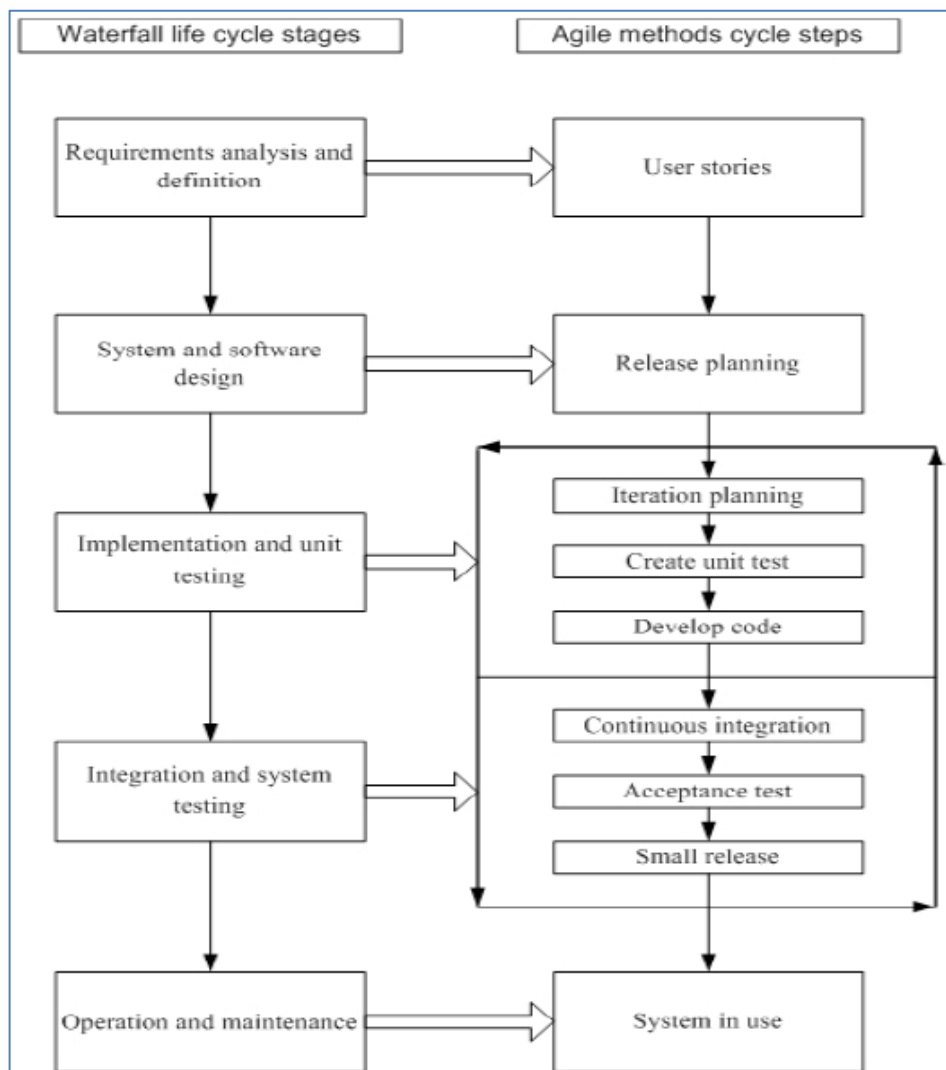 Waterfall life cycle stages
Agile methods cycle steps
Requirements analysis and
definition
User stories
System and software
design
Release planning
Iteration planning
Implementation and unit
testing
Create unit test
Develop code
Continuous integration
Integration and system
testing
Acceptance test
Small release
Operation and maintenance
System in use